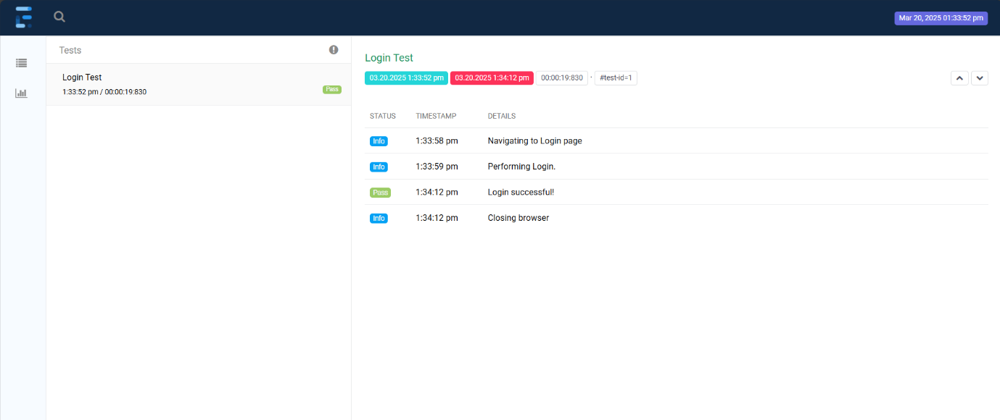 Mar 20, 2025 01:33:52 pm
Tests
Login Test
1:33:52 pm / 00:00:19:830
Pass
Login Test
03.20.2025 1:33:52 pm 03.20.2025 1:34:12 pm 00:00:19:830 · #test-id=1
STATUS TIMESTAMP DETAILS
Info 1:33:58 pm Navigating to Login page
Info 1:33:59 pm Performing Login.
Pass 1:34:12 pm Login successful!
Info 1:34:12 pm Closing browser